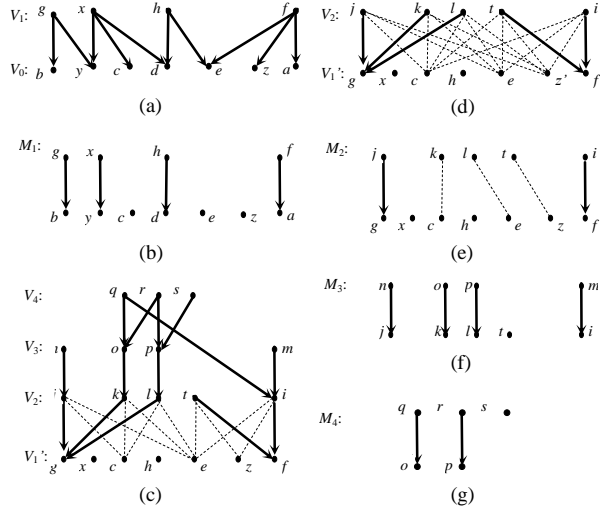 V1: g x h f
V0: b y c d e z a
(a)
M1: g x h f
b y c d e z a
(b)
V4: q r s
V3: o p m
V2: j k l t i
V1': g x c h e z f
(c)
V2: j k l t i
V1': g x c h e z' f
(d)
M2: j k l t i
g x c h e z f
(e)
M3: n o p m
j k l t i
(f)
M4: q r s
o p
(g)